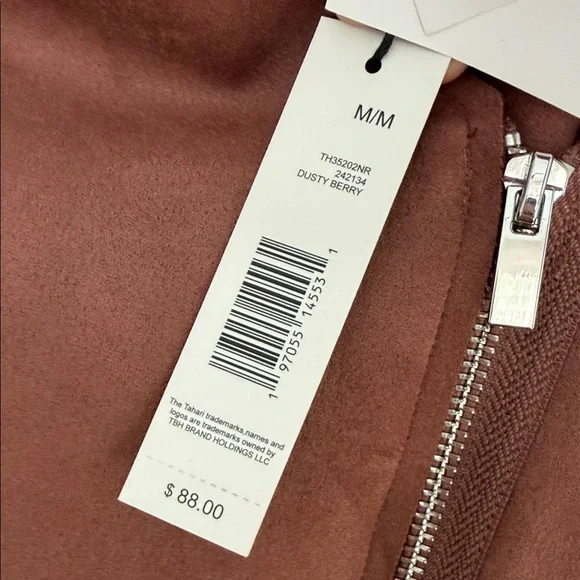 M/M
TH35202NR
242134
DUSTY BERRY
1 97055 14553 1
The Tahari trademarks,names and
logos are trademarks owned by
TBH BRAND HOLDINGS LLC
$ 88.00